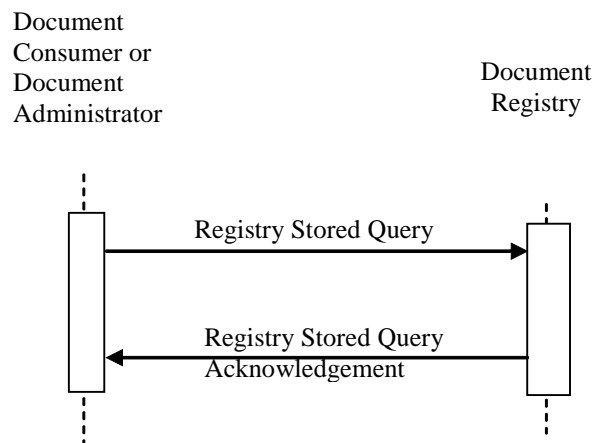 Document
Consumer or
Document
Administrator
Document
Registry
Registry Stored Query
Registry Stored Query
Acknowledgement